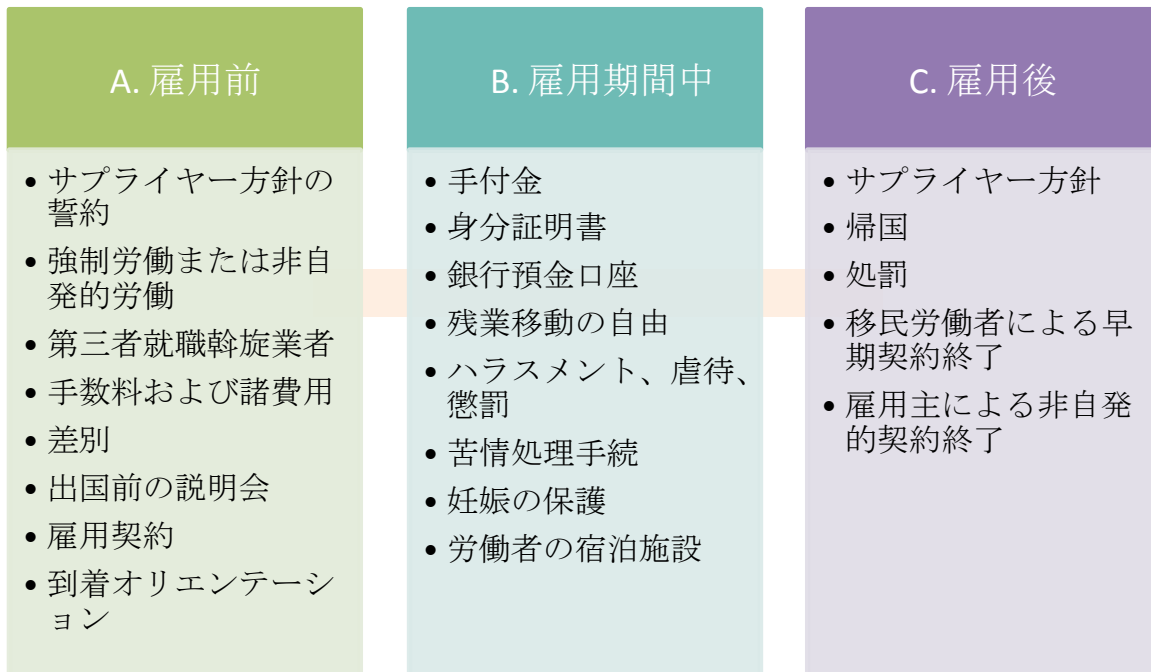 A. 雇用前
• サプライヤー方針の
誓約
• 強制労働または非自
発的労働
• 第三者就職斡旋業者
• 手数料および諸費用
• 差別
• 出国前の説明会
• 雇用契約
• 到着オリエンテーシ
ョン
B. 雇用期間中
• 手付金
• 身分証明書
• 銀行預金口座
• 残業移動の自由
• ハラスメント、虐待、
懲罰
• 苦情処理手続
• 妊娠の保護
• 労働者の宿泊施設
C. 雇用後
• サプライヤー方針
• 帰国
• 処罰
• 移民労働者による早
期契約終了
• 雇用主による非自発
的契約終了